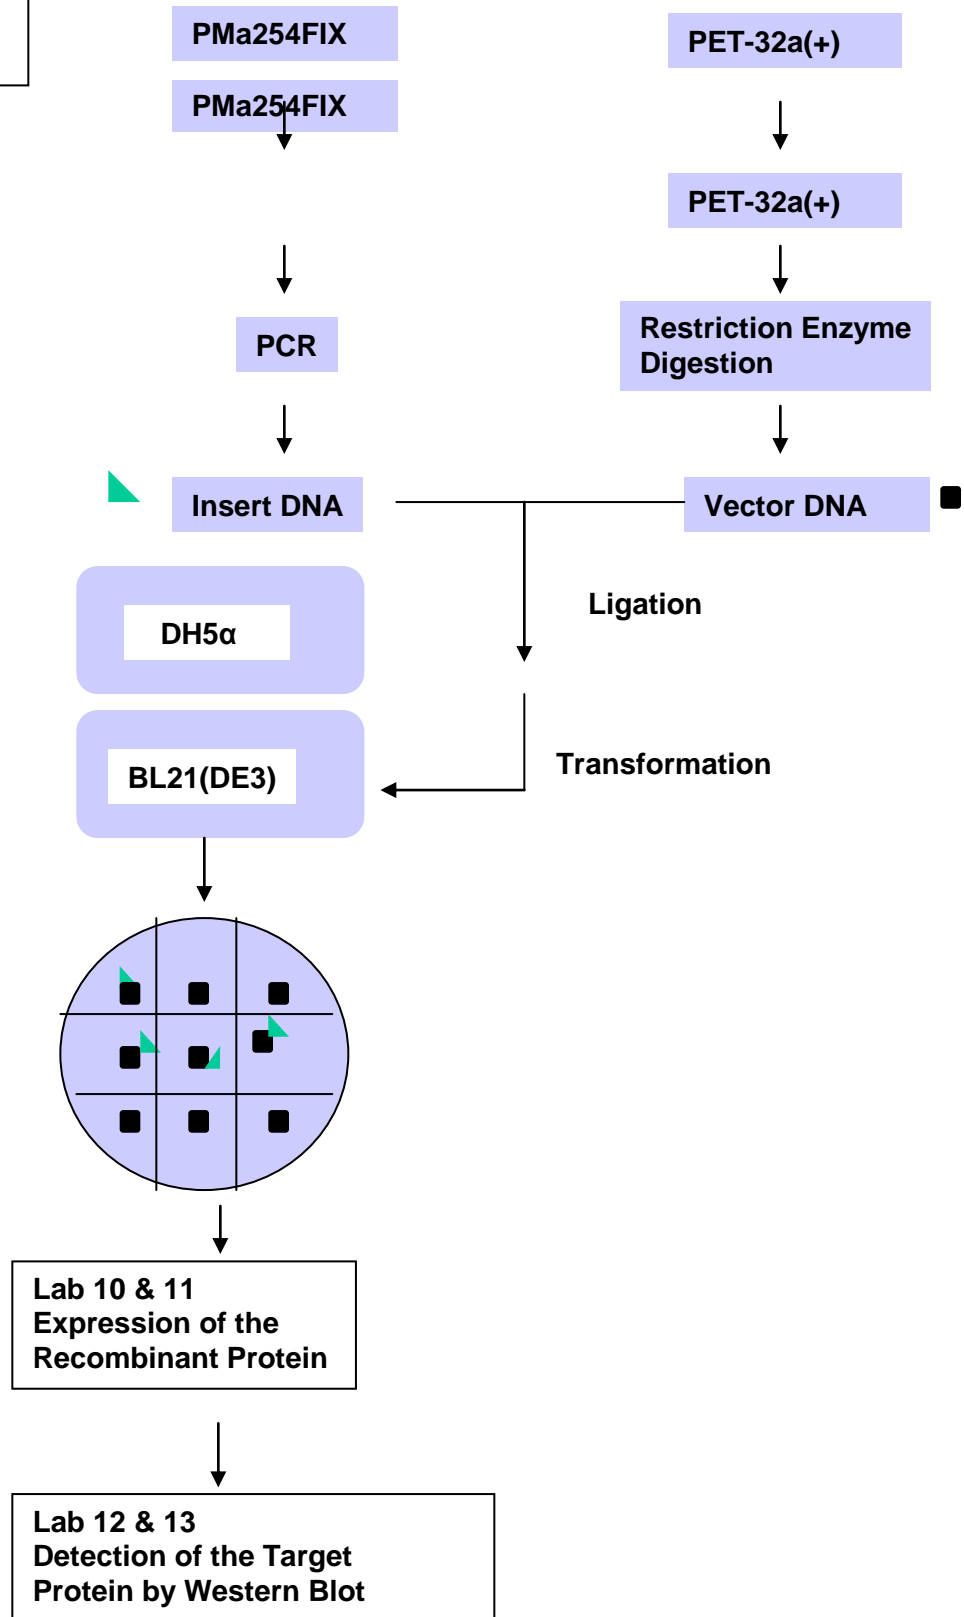 PMa254FIX
PET-32a(+)
PMa254FIX
PET-32a(+)
PCR
Restriction Enzyme
Digestion
Insert DNA
Vector DNA
Ligation
DH5α
Transformation
BL21(DE3)
Lab 10 & 11
Expression of the
Recombinant Protein
Lab 12 & 13
Detection of the Target
Protein by Western Blot